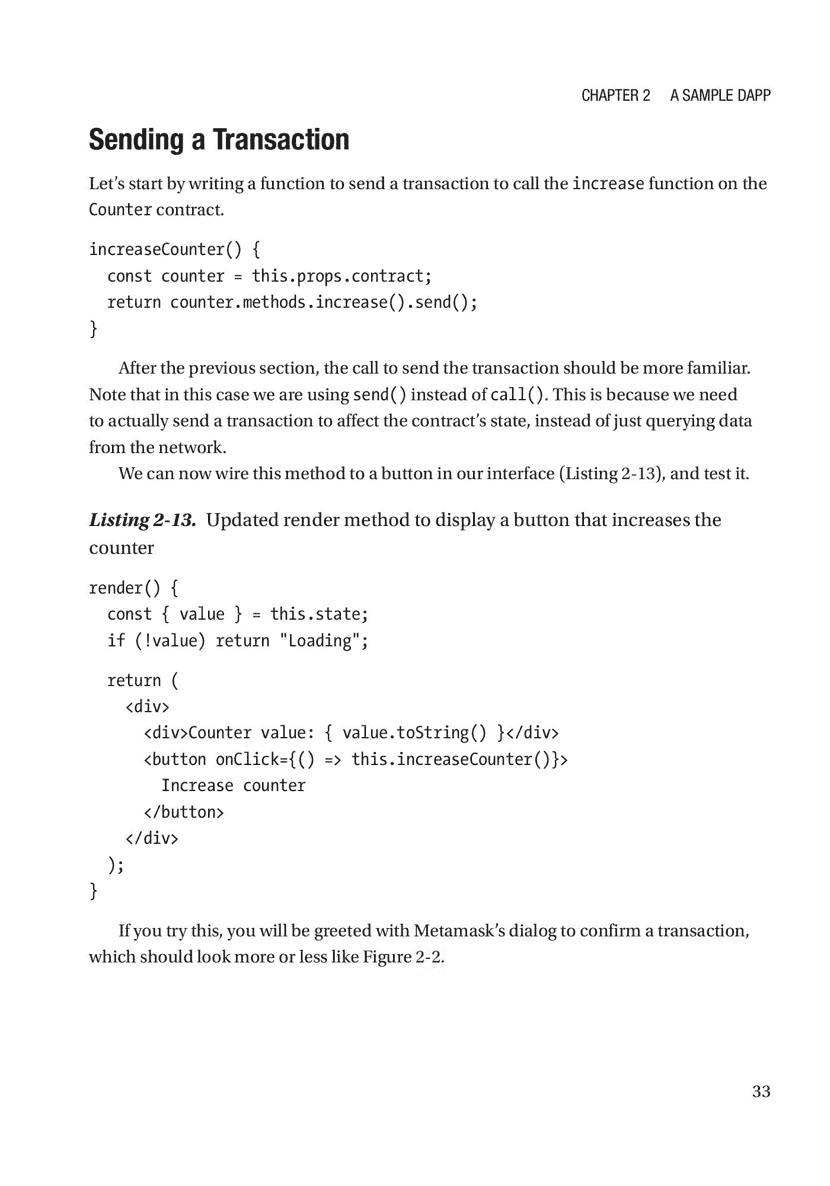 CHAPTER 2 A SAMPLE DAPP
Sending a Transaction
Let’s start by writing a function to send a transaction to call the increase function on the
Counter contract.
increaseCounter() {
  const counter = this.props.contract;
  return counter.methods.increase().send();
}
After the previous section, the call to send the transaction should be more familiar.
Note that in this case we are using send() instead of call(). This is because we need
to actually send a transaction to affect the contract’s state, instead of just querying data
from the network.
We can now wire this method to a button in our interface (Listing 2-13), and test it.
Listing 2-13. Updated render method to display a button that increases the
counter
render() {
  const { value } = this.state;
  if (!value) return "Loading";
  return (
    <div>
      <div>Counter value: { value.toString() }</div>
      <button onClick={() => this.increaseCounter()}>
        Increase counter
      </button>
    </div>
  );
}
If you try this, you will be greeted with Metamask’s dialog to confirm a transaction,
which should look more or less like Figure 2-2.
33